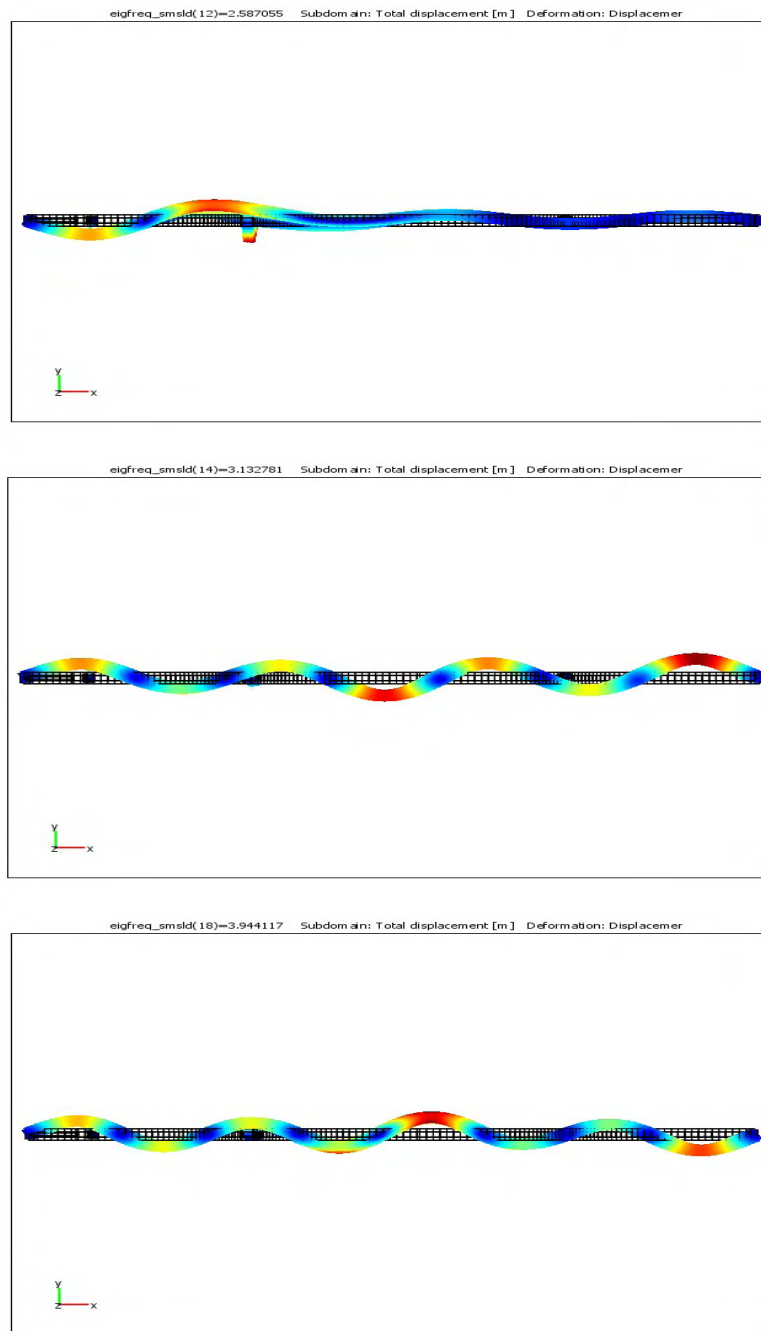 eigfreq_smsld(12)=2.587055 Subdomain: Total displacement [m] Deformation: Displacemer
y
z x
eigfreq_smsld(14)=3.132781 Subdomain: Total displacement [m] Deformation: Displacemer
y
z x
eigfreq_smsld(18)=3.944117 Subdomain: Total displacement [m] Deformation: Displacemer
y
z x